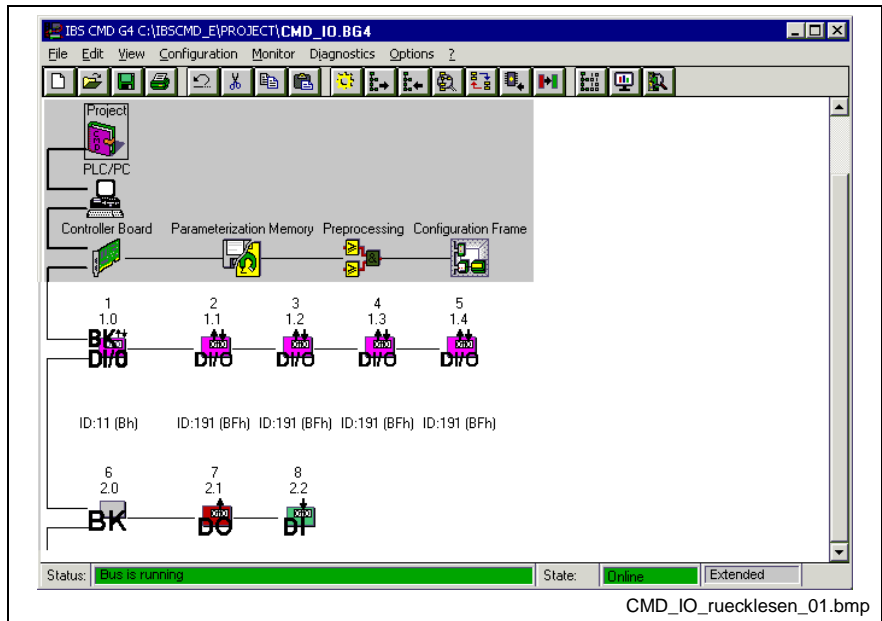 IBS CMD G4 C:\IBSCMD_E\PROJECT\CMD_IO.BG4
File Edit View Configuration Monitor Diagnostics Options ?
Project
PLC/PC
Controller Board Parameterization Memory Preprocessing Configuration Frame
1 2 3 4 5
1.0 1.1 1.2 1.3 1.4
BK
DI/O DI/O DI/O DI/O DI/O
ID:11 (Bh) ID:191 (BFh) ID:191 (BFh) ID:191 (BFh) ID:191 (BFh)
6 7 8
2.0 2.1 2.2
BK DO DI
Status: Bus is running State: Online Extended
CMD_IO_ruecklesen_01.bmp